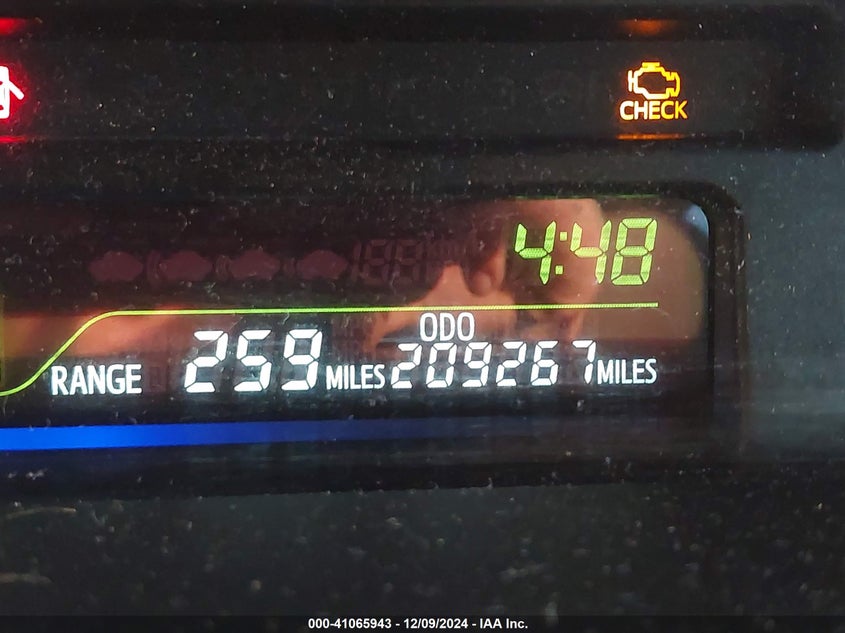 CHECK
4:48
ODO
RANGE 259 MILES 209267 MILES
000-41065943 - 12/09/2024 - IAA Inc.